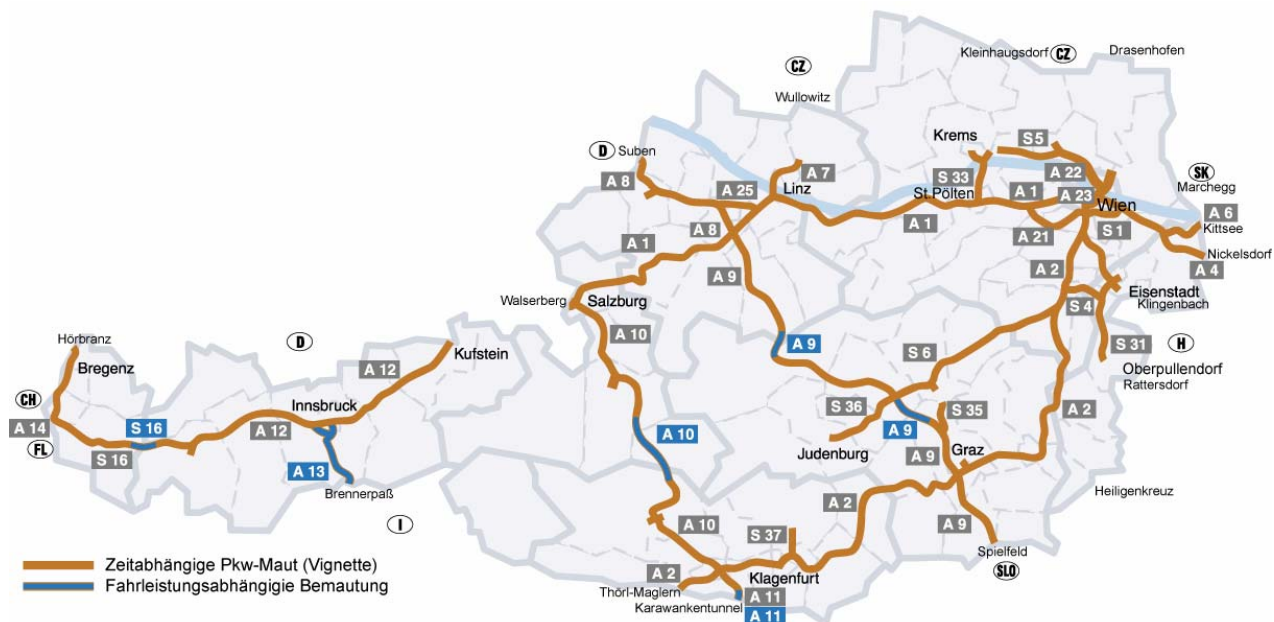 Kleinhaugsdorf
CZ
Drasenhofen
CZ
Wullowitz
Krems
S 5
D
Suben
A 8
A 7
A 25
Linz
S 33
A 22
SK
Marchegg
St.Pölten
A 1
A 23
Wien
A 6
Kittsee
A 1
A 8
A 1
A 21
S 1
Nickelsdorf
A 4
A 9
A 2
Eisenstadt
Klingenbach
Walserberg
Salzburg
S 4
A 10
A 9
S 6
S 31
H
Oberpullendorf
Rattersdorf
Hörbranz
D
Bregenz
A 12
Kufstein
CH
A 14
FL
S 16
S 16
Innsbruck
A 12
A 13
Brennerpaß
I
S 36
S 35
A 2
A 10
A 9
Judenburg
A 9
Graz
Heiligenkreuz
A 2
A 10
S 37
A 9
Spielfeld
SLO
A 2
Klagenfurt
Thörl-Maglern
A 11
Karawankentunnel
A 11
Zeitabhängige Pkw-Maut (Vignette)
Fahrleistungsabhängigie Bemautung